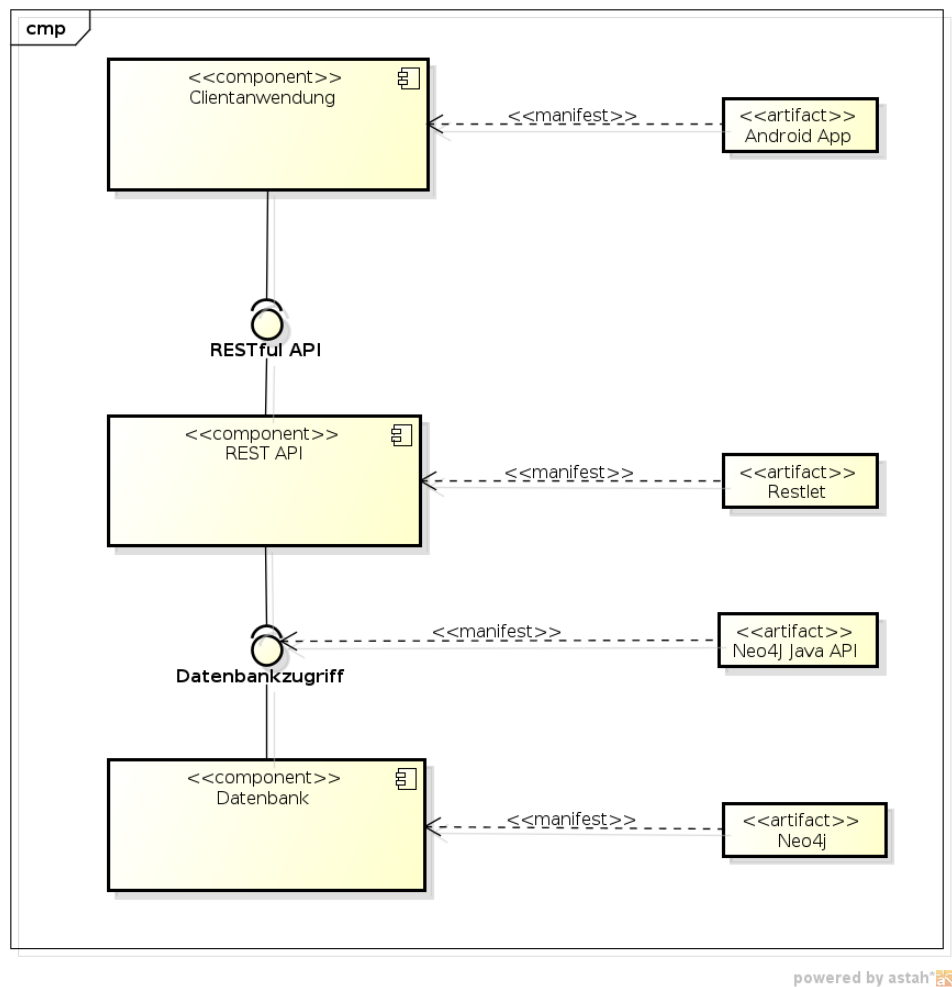 cmp
<<component>>
Clientanwendung
<<manifest>>
<<artifact>>
Android App
RESTful API
<<component>>
REST API
<<manifest>>
<<artifact>>
Restlet
<<manifest>>
<<artifact>>
Neo4J Java API
Datenbankzugriff
<<component>>
Datenbank
<<manifest>>
<<artifact>>
Neo4j
powered by astah*